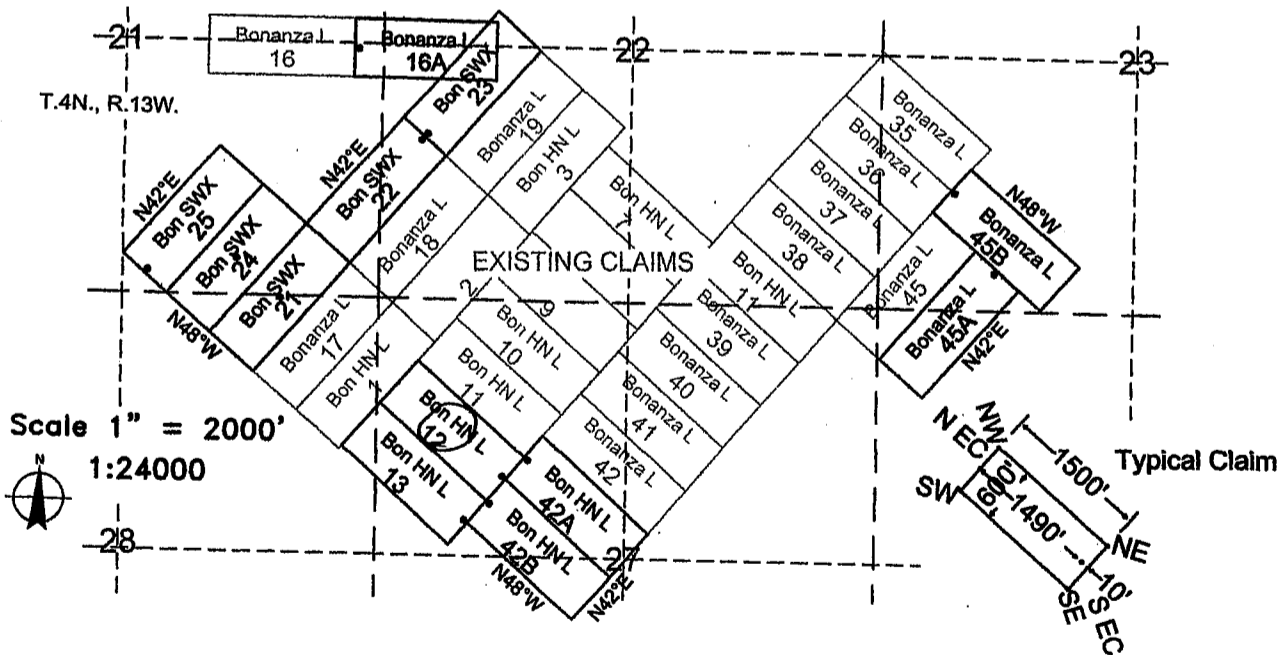 21
22
23
Bonanza L
16
Bonanza L
16A
T.4N., R.13W.
Bon SWX
23
Bonanza L
19
Bon HN L
3
Bon HN L
Bonanza L
35
Bonanza L
36
Bonanza L
37
Bonanza L
38
Bon HN L
11
N42°E
N42°E
Bon SWX
25
Bon SWX
24
Bon SWX
21
Bon SWX
22
Bonanza L
18
EXISTING CLAIMS
2
9
N48°W
Bonanza L
45B
Bonanza L
45
Bonanza L
45A
N42°E
N48°W
Bonanza L
17
Bon HN L
1
Bon HN L
10
Bon HN L
11
Bon HN L
12
Bon HN L
13
Bonanza L
39
Bonanza L
40
Bonanza L
41
Bonanza L
42
Bon HN L
42A
Bon HN L
42B
N48°W
N42°E
Scale 1" = 2000'
N
1:24000
28
27
Typical Claim
1500'
NW
N EC
SW
600'
1490'
NE
10'
SE
S EC